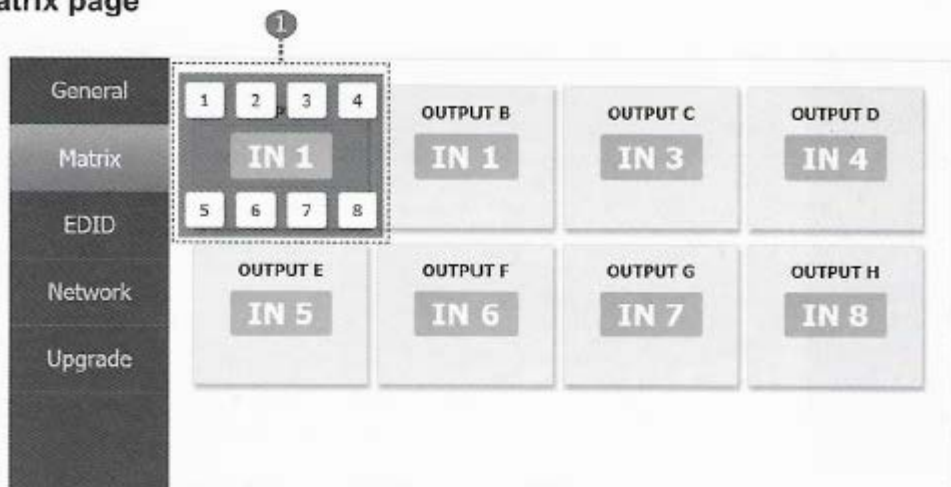 atrix page
1
General
Matrix
EDID
Network
Upgrade
1 2 3 4
IN 1
5 6 7 8
OUTPUT B
IN 1
OUTPUT C
IN 3
OUTPUT D
IN 4
OUTPUT E
IN 5
OUTPUT F
IN 6
OUTPUT G
IN 7
OUTPUT H
IN 8